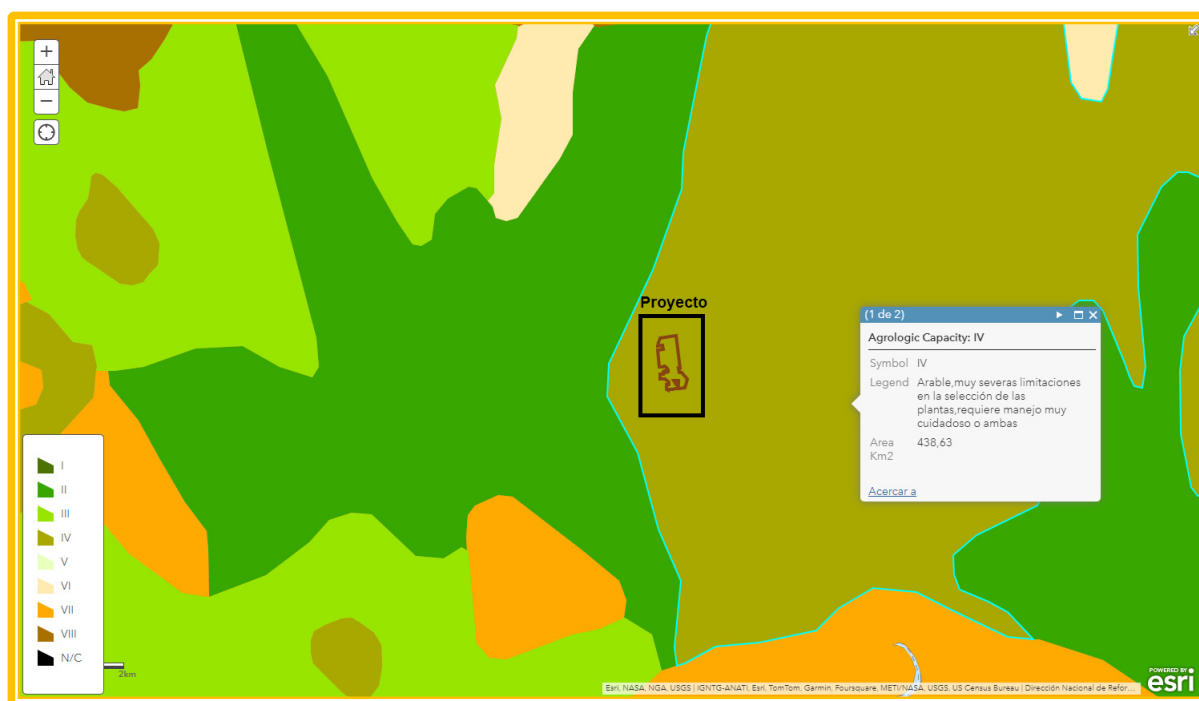 +
−
Proyecto
(1 de 2)
Agrologic Capacity: IV
Symbol IV
Legend Arable,muy severas limitaciones
en la selección de las
plantas,requiere manejo muy
cuidadoso o ambas
Area 438,63
Km2
Acercar a
I
II
III
IV
V
VI
VII
VIII
N/C
2km
Esri, NASA, NGA, USGS | IGNTG-ANATI, Esri, TomTom, Garmin, Foursquare, METI/NASA, USGS, US Census Bureau | Dirección Nacional de Refor...
POWERED BY
esri